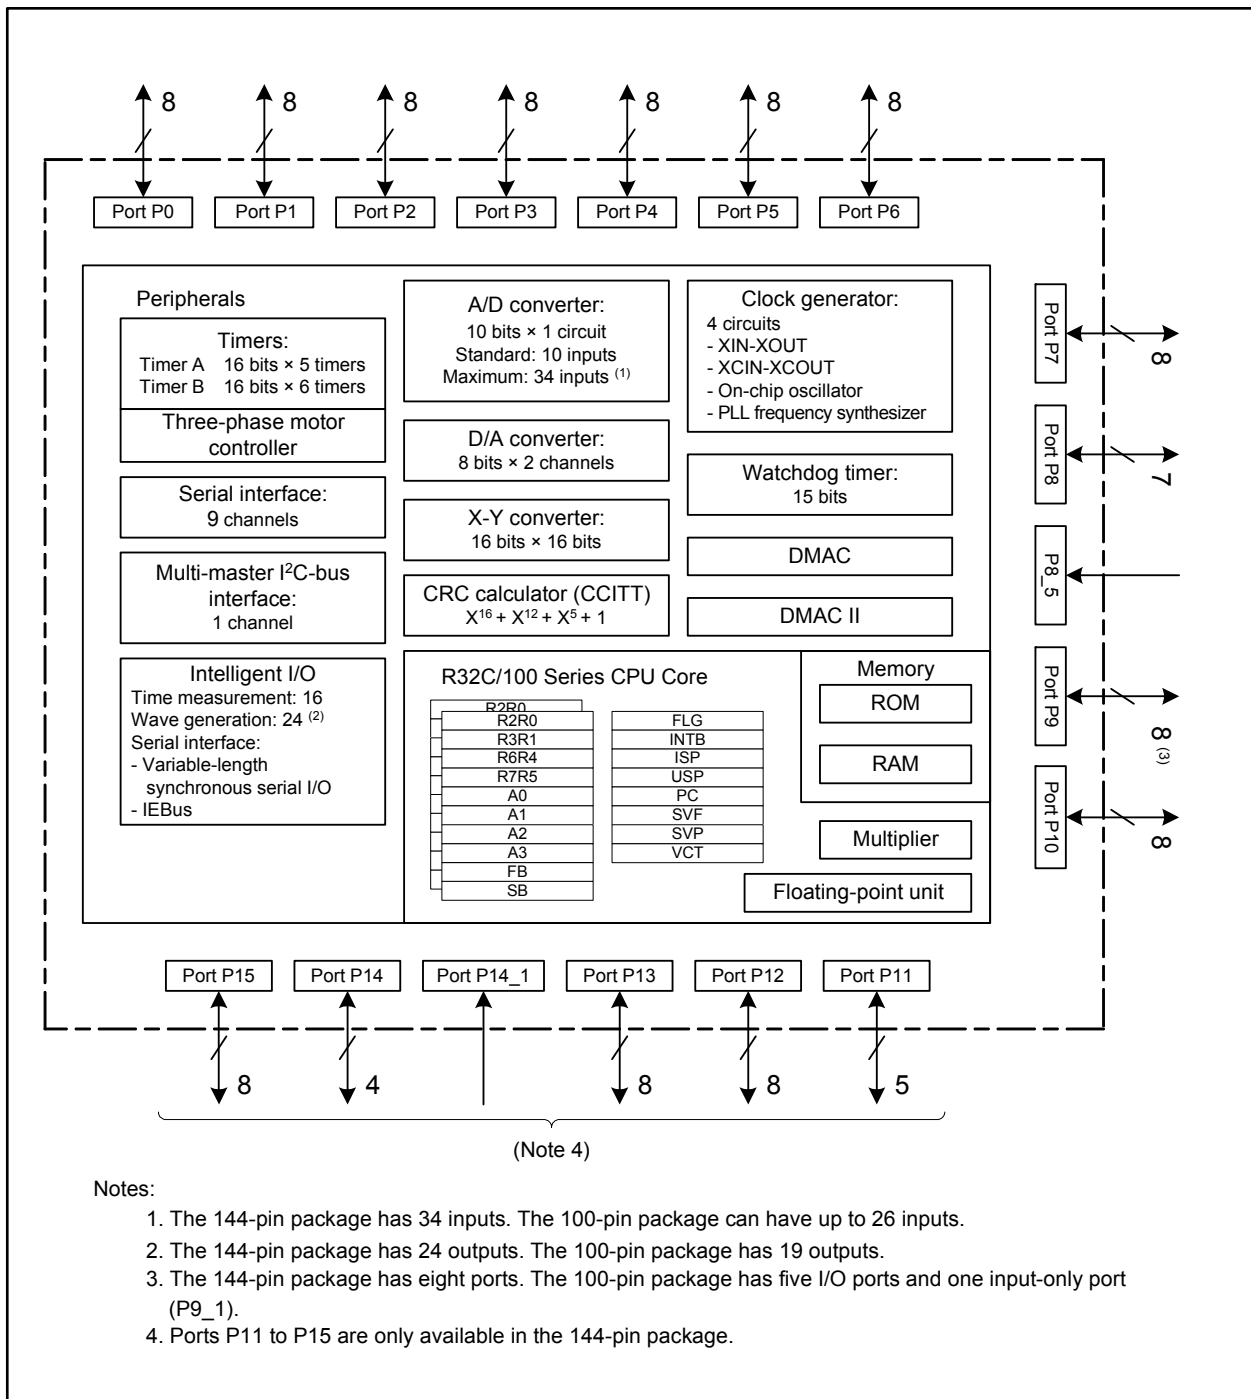 8 8 8 8 8 8 8
Port P0 Port P1 Port P2 Port P3 Port P4 Port P5 Port P6
Peripherals
Timers:
Timer A 16 bits × 5 timers
Timer B 16 bits × 6 timers
Three-phase motor
controller
Serial interface:
9 channels
Multi-master I²C-bus
interface:
1 channel
Intelligent I/O
Time measurement: 16
Wave generation: 24 (2)
Serial interface:
- Variable-length
synchronous serial I/O
- IEBus
A/D converter:
10 bits × 1 circuit
Standard: 10 inputs
Maximum: 34 inputs (1)
D/A converter:
8 bits × 2 channels
X-Y converter:
16 bits × 16 bits
CRC calculator (CCITT)
X¹⁶ + X¹² + X⁵ + 1
Clock generator:
4 circuits
- XIN-XOUT
- XCIN-XCOUT
- On-chip oscillator
- PLL frequency synthesizer
Watchdog timer:
15 bits
DMAC
DMAC II
R32C/100 Series CPU Core
R2R0
R2R0
R3R1
R6R4
R7R5
A0
A1
A2
A3
FB
SB
FLG
INTB
ISP
USP
PC
SVF
SVP
VCT
Memory
ROM
RAM
Multiplier
Floating-point unit
Port P7
8
Port P8
7
P8_5
Port P9
8 (3)
Port P10
8
Port P15 Port P14 Port P14_1 Port P13 Port P12 Port P11
8 4 8 8 5
(Note 4)
Notes:
1. The 144-pin package has 34 inputs. The 100-pin package can have up to 26 inputs.
2. The 144-pin package has 24 outputs. The 100-pin package has 19 outputs.
3. The 144-pin package has eight ports. The 100-pin package has five I/O ports and one input-only port
(P9_1).
4. Ports P11 to P15 are only available in the 144-pin package.